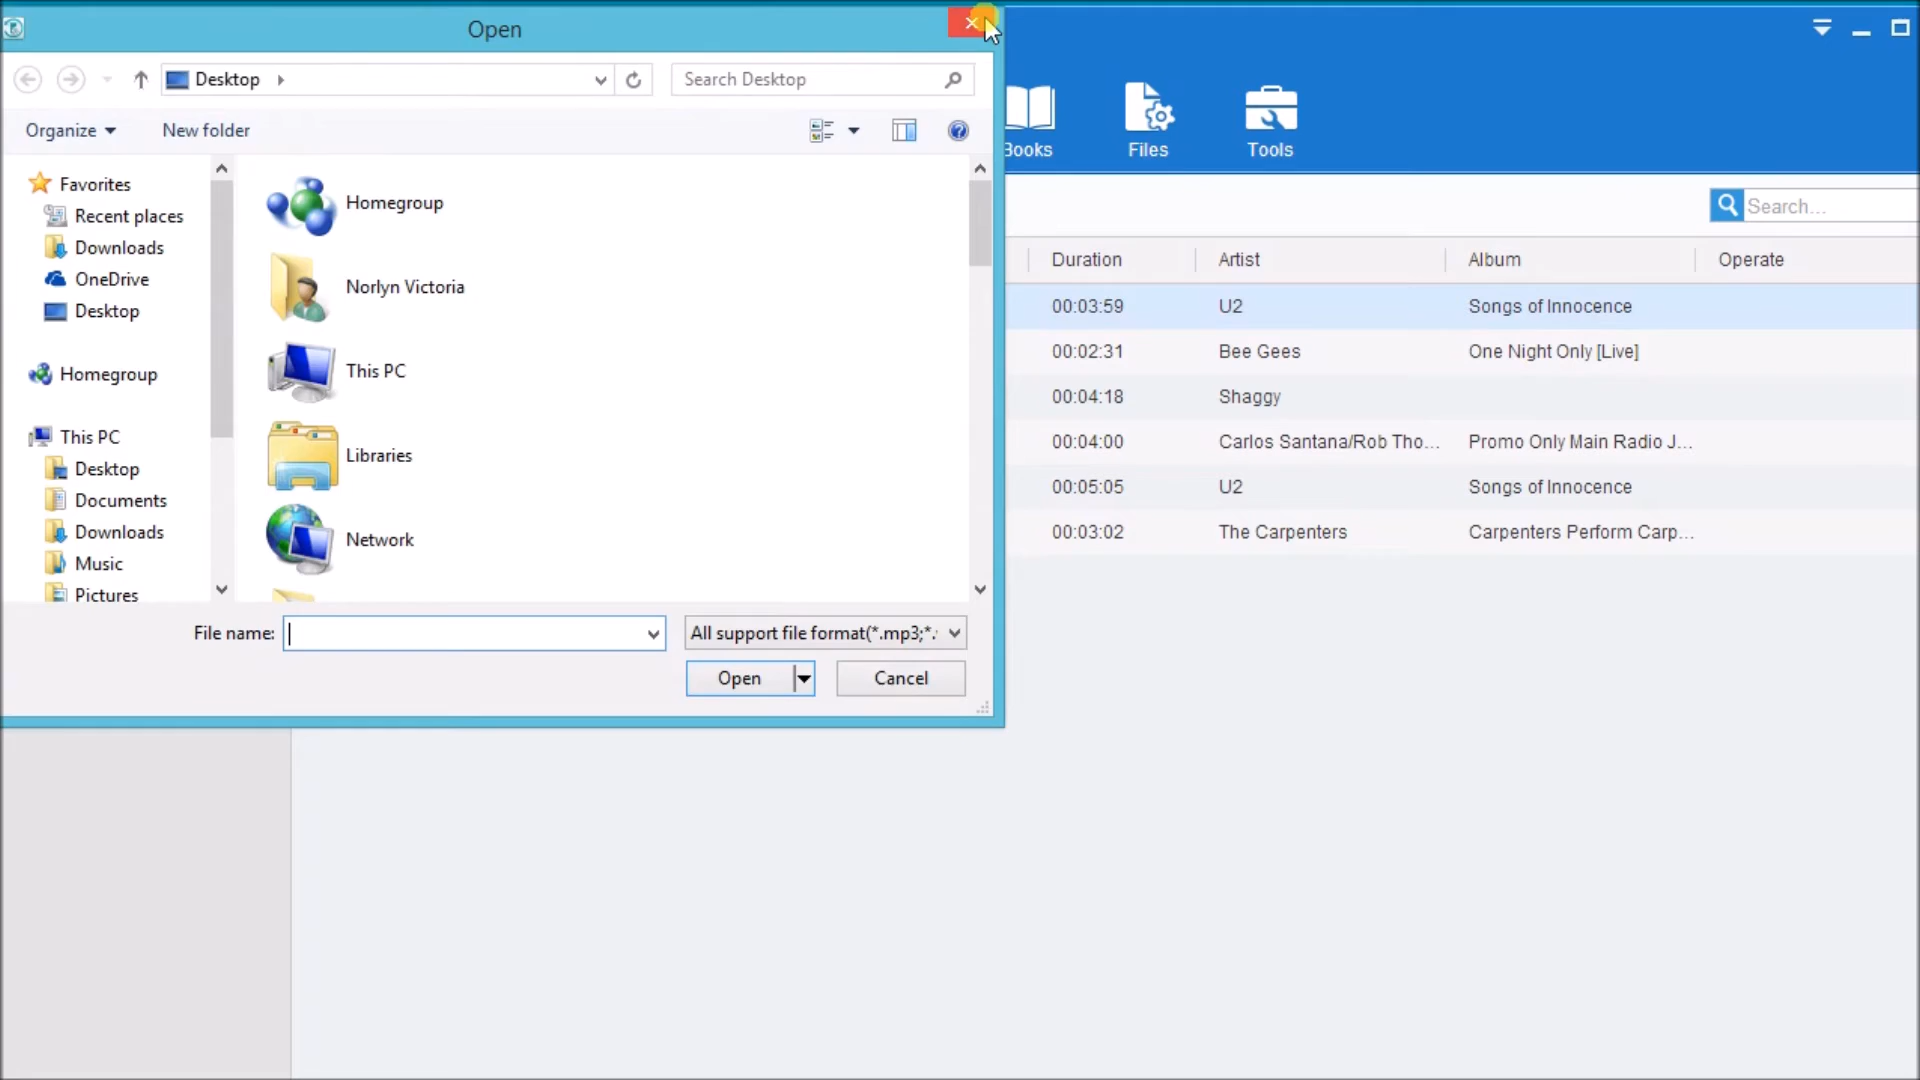 Open
Desktop
Search Desktop
Organize
New folder
Favorites
Recent places
Downloads
OneDrive
Desktop
Homegroup
This PC
Desktop
Documents
Downloads
Music
Pictures
Homegroup
Norlyn Victoria
This PC
Libraries
Network
File name:
All support file format(*.mp3;*.
Open
Cancel
Books
Files
Tools
Search...
Duration Artist Album Operate
00:03:59 U2 Songs of Innocence
00:02:31 Bee Gees One Night Only [Live]
00:04:18 Shaggy
00:04:00 Carlos Santana/Rob Tho... Promo Only Main Radio J...
00:05:05 U2 Songs of Innocence
00:03:02 The Carpenters Carpenters Perform Carp...